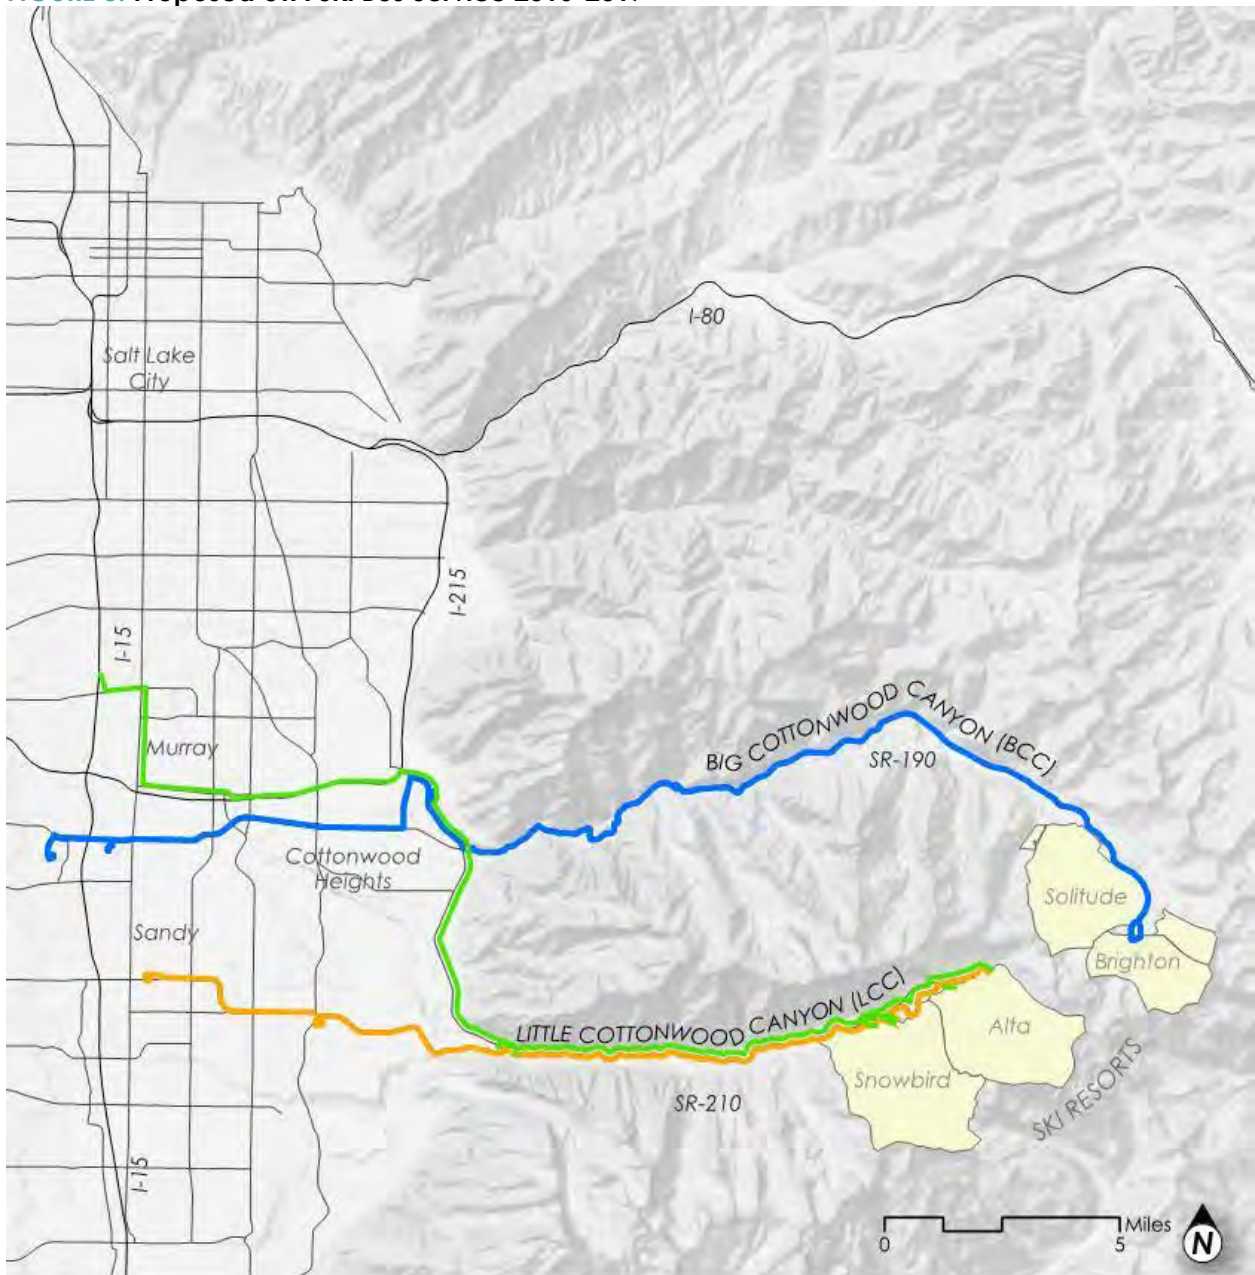 I-80
Salt Lake
City
I-215
I-15
BIG COTTONWOOD CANYON (BCC)
Murray
SR-190
Cottonwood
Heights
Solitude
Sandy
Brighton
LITTLE COTTONWOOD CANYON (LCC)
Alta
Snowbird
SKI RESORTS
SR-210
I-15
Miles
0
5
N